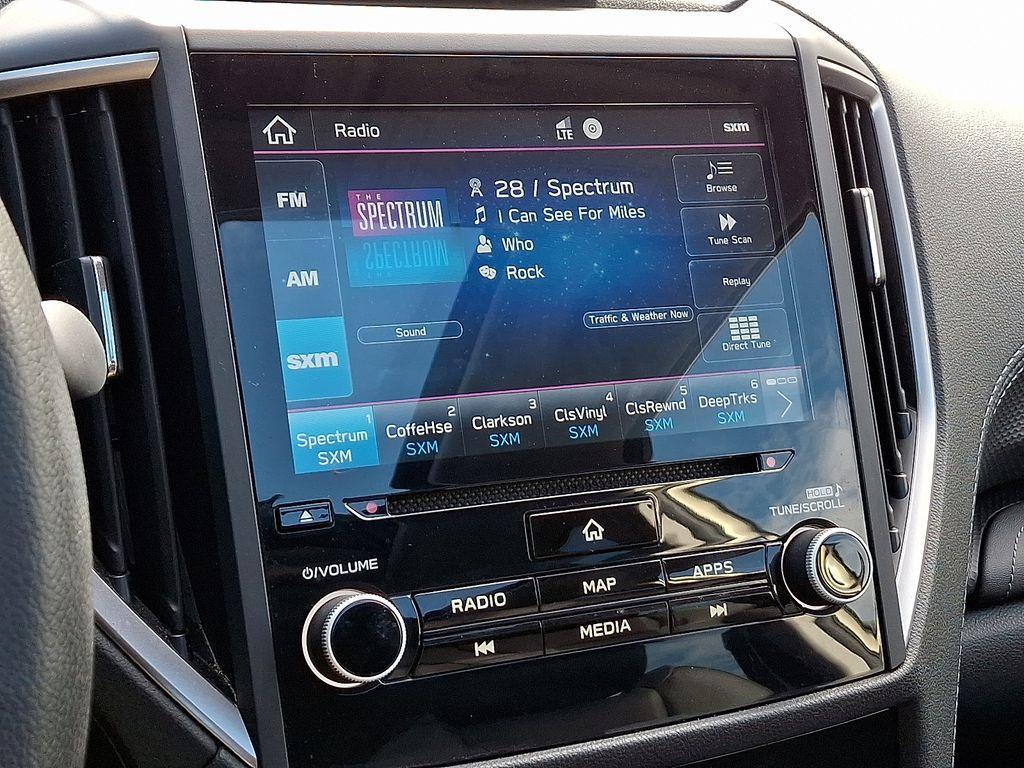 Radio
LTE
sxm
FM
AM
sxm
THE
SPECTRUM
28 / Spectrum
I Can See For Miles
Who
Rock
Browse
Tune Scan
Replay
Direct Tune
Sound
Traffic & Weather Now
1
Spectrum
SXM
2
CoffeHse
SXM
3
Clarkson
SXM
4
ClsVinyl
SXM
5
ClsRewnd
SXM
6
DeepTrks
SXM
HOLD
TUNE/SCROLL
/VOLUME
RADIO
MAP
APPS
MEDIA